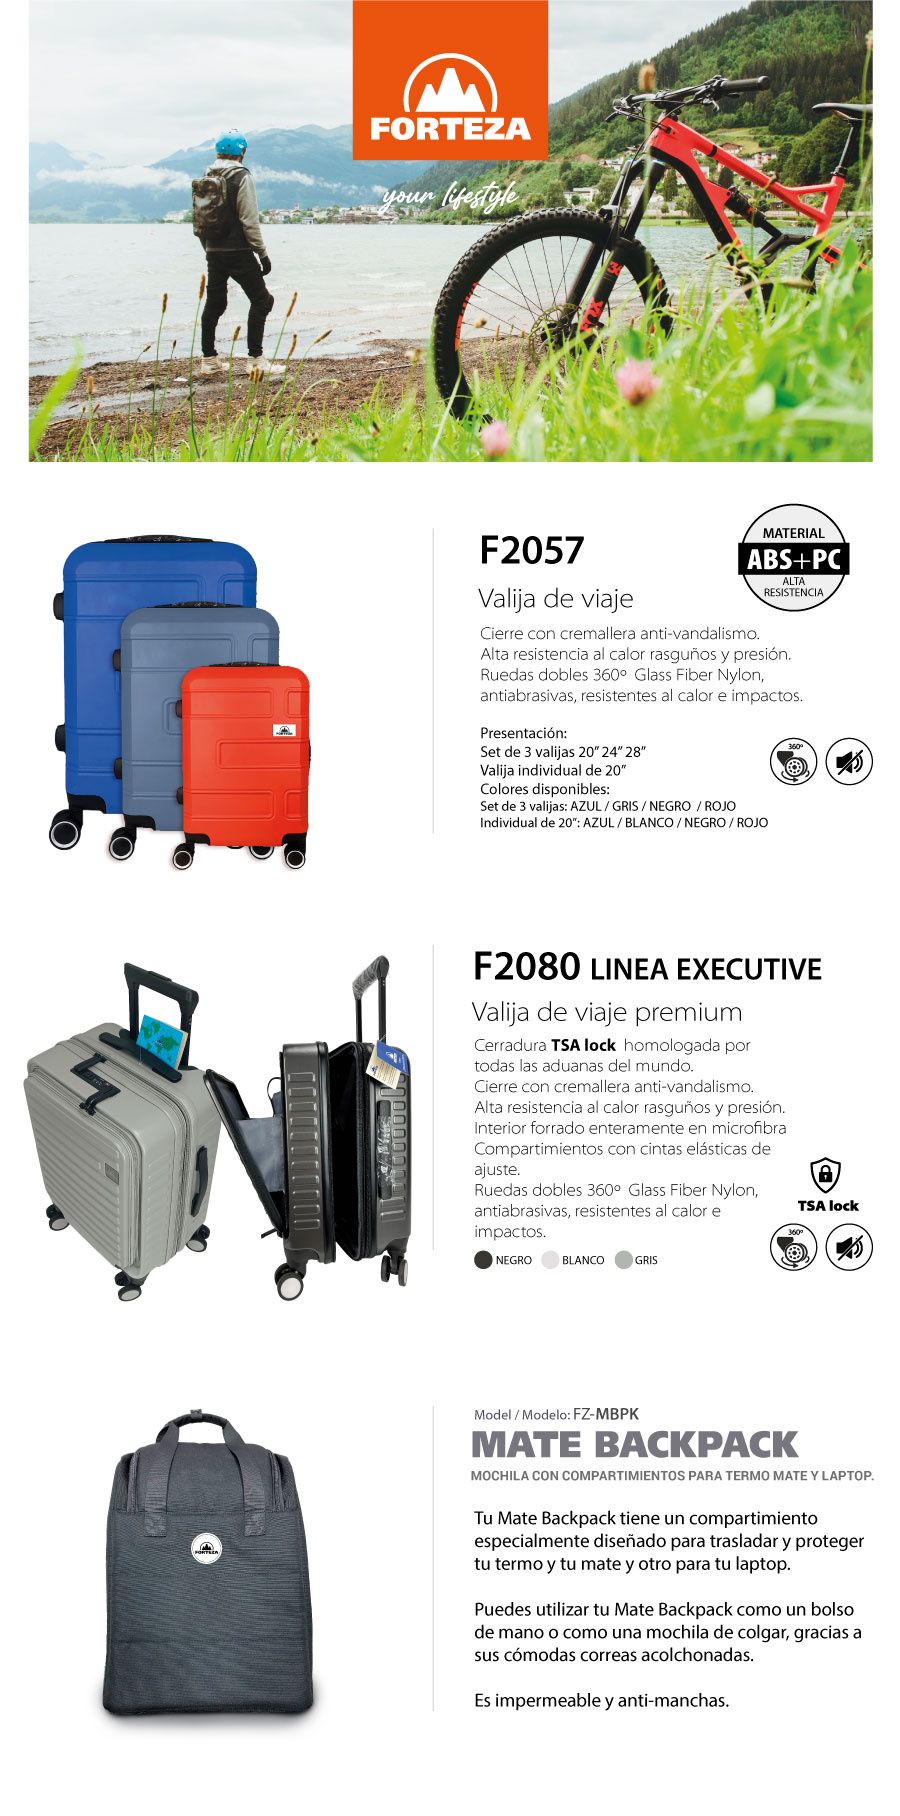 FORTEZA
your lifestyle
F2057
MATERIAL
ABS+PC
ALTA
RESISTENCIA
Valija de viaje
Cierre con cremallera anti-vandalismo.
Alta resistencia al calor rasguños y presión.
Ruedas dobles 360º Glass Fiber Nylon,
antiabrasivas, resistentes al calor e impactos.
Presentación:
Set de 3 valijas 20” 24” 28”
Valija individual de 20”
Colores disponibles:
Set de 3 valijas: AZUL / GRIS / NEGRO / ROJO
Individual de 20”: AZUL / BLANCO / NEGRO / ROJO
360º
FORTEZA
F2080 LINEA EXECUTIVE
Valija de viaje premium
Cerradura TSA lock homologada por
todas las aduanas del mundo.
Cierre con cremallera anti-vandalismo.
Alta resistencia al calor rasguños y presión.
Interior forrado enteramente en microfibra
Compartimientos con cintas elásticas de
ajuste.
Ruedas dobles 360º Glass Fiber Nylon,
antiabrasivas, resistentes al calor e
impactos.
NEGRO BLANCO GRIS
TSA lock
360º
Model / Modelo: FZ-MBPK
MATE BACKPACK
MOCHILA CON COMPARTIMIENTOS PARA TERMO MATE Y LAPTOP.
Tu Mate Backpack tiene un compartimiento
especialmente diseñado para trasladar y proteger
tu termo y tu mate y otro para tu laptop.
Puedes utilizar tu Mate Backpack como un bolso
de mano o como una mochila de colgar, gracias a
sus cómodas correas acolchonadas.
Es impermeable y anti-manchas.
FORTEZA